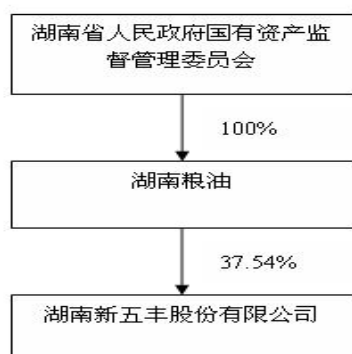 湖南省人民政府国有资产监
督管理委员会
100%
湖南粮油
37.54%
湖南新五丰股份有限公司